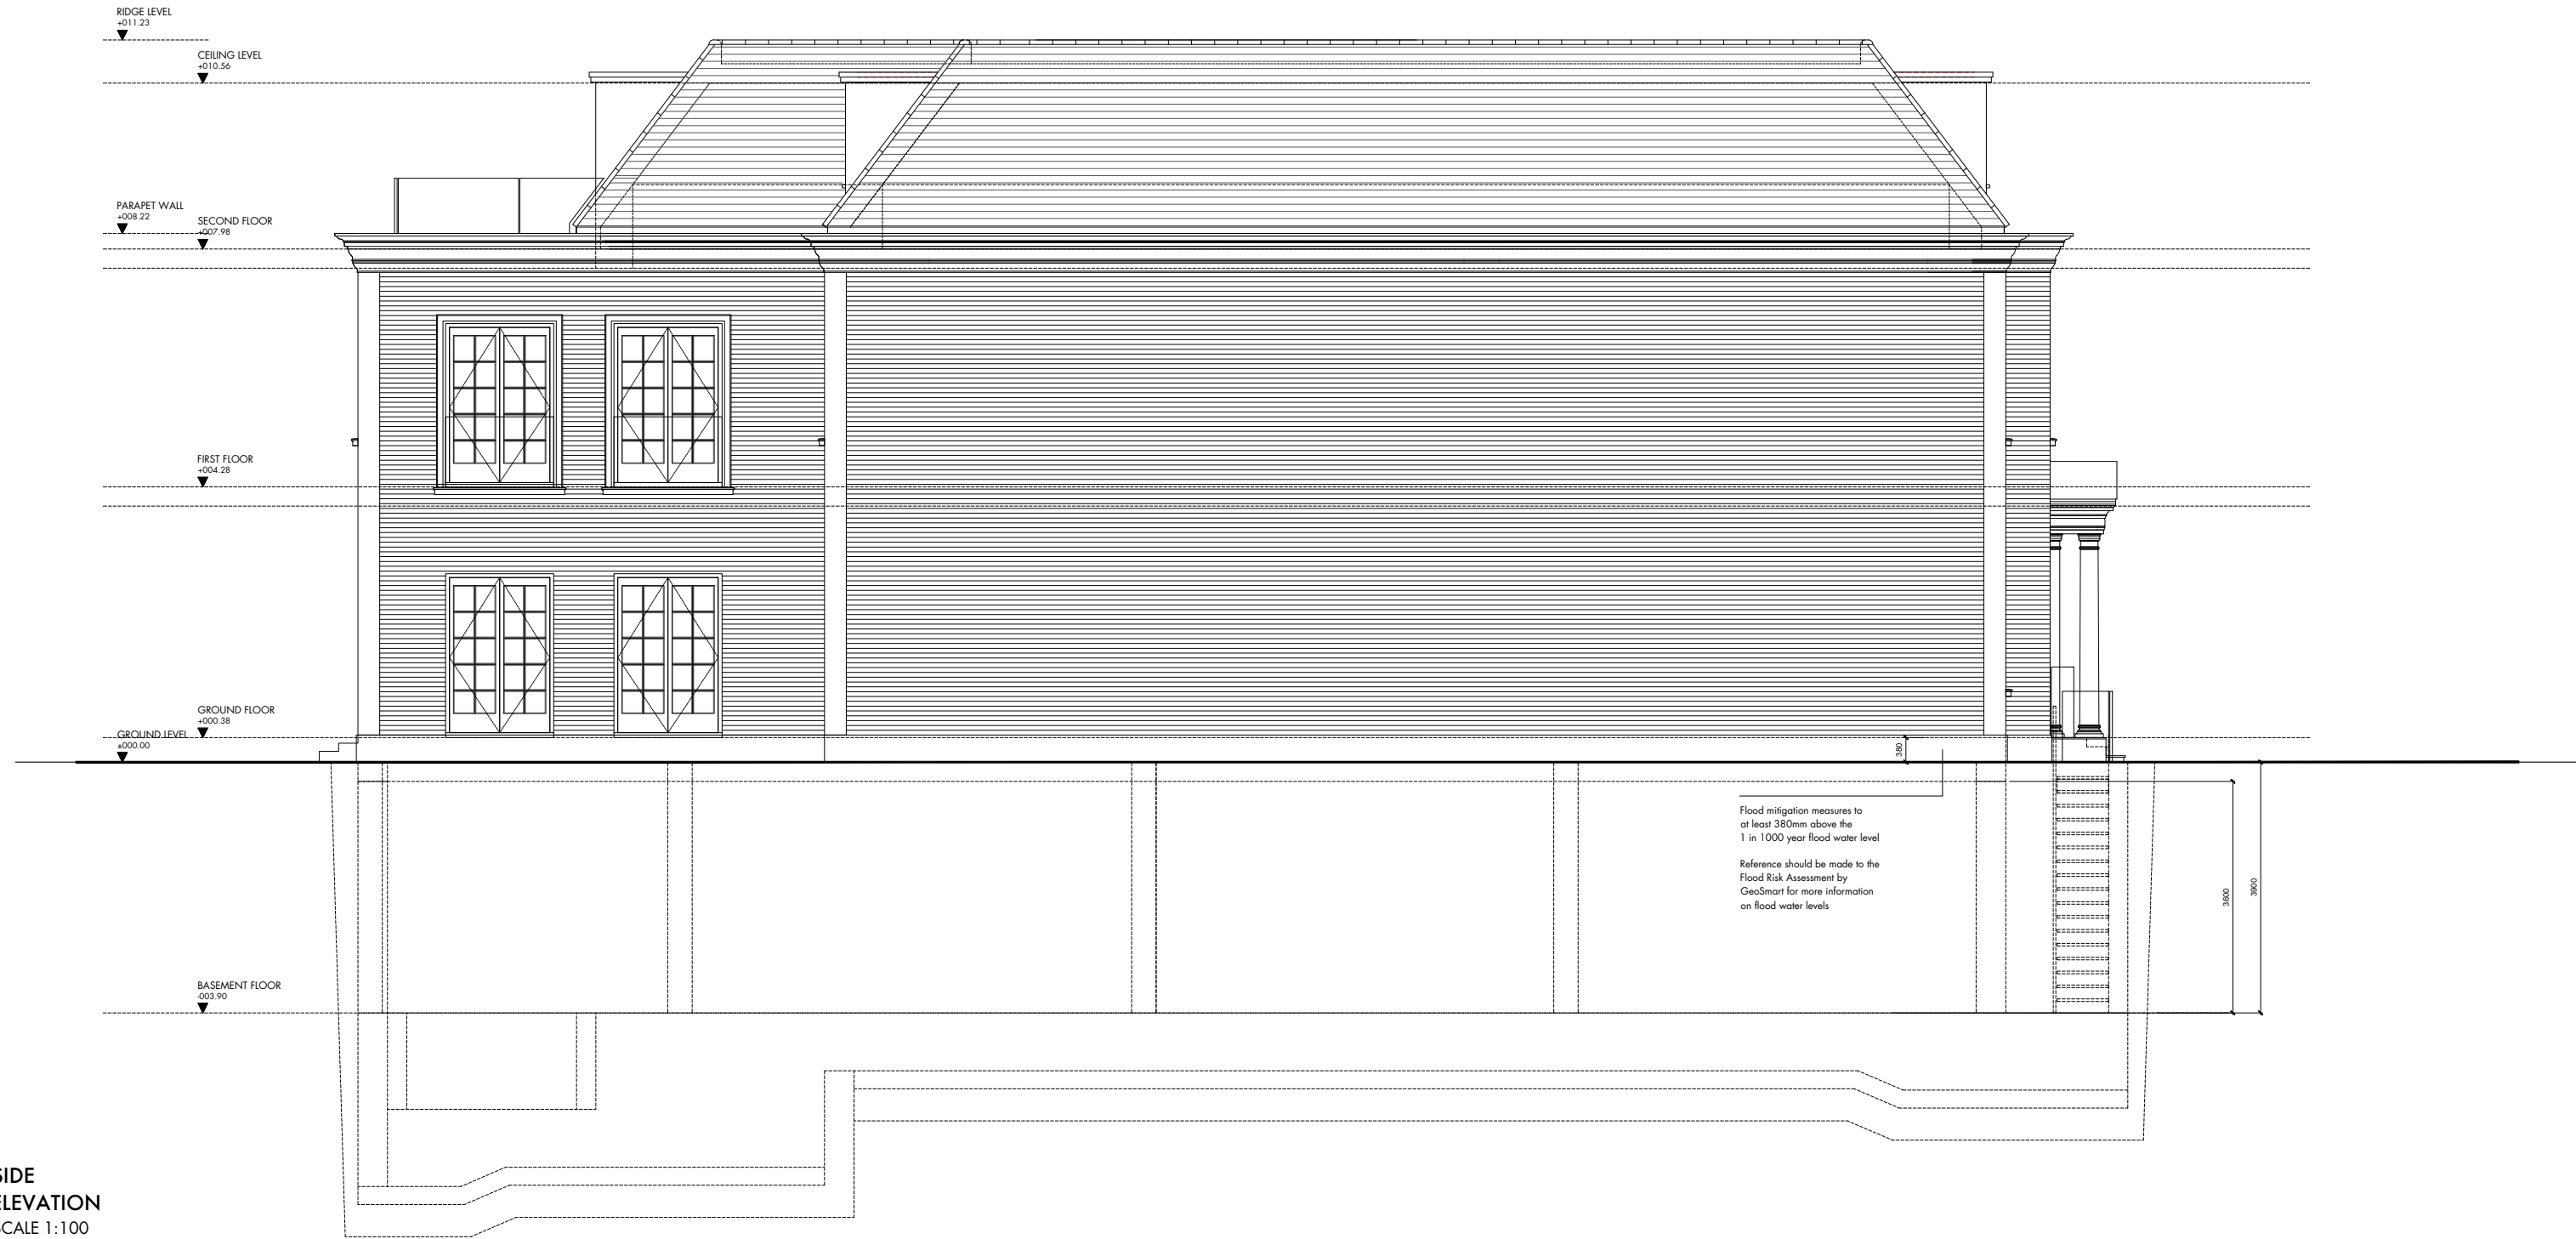 RIDGE LEVEL
+011.23
CEILING LEVEL
+010.56
PARAPET WALL
+008.22
SECOND FLOOR
+007.98
FIRST FLOOR
+004.28
GROUND FLOOR
+000.38
GROUND LEVEL
±000.00
380
Flood mitigation measures to
at least 380mm above the
1 in 1000 year flood water level
Reference should be made to the
Flood Risk Assessment by
GeoSmart for more information
on flood water levels
3600
3900
BASEMENT FLOOR
-003.90
SIDE
ELEVATION
SCALE 1:100